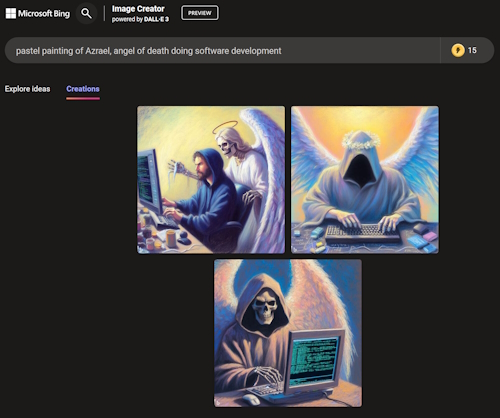 Microsoft Bing
Image Creator
powered by DALL·E 3
PREVIEW
pastel painting of Azrael, angel of death doing software development
15
Explore ideas
Creations